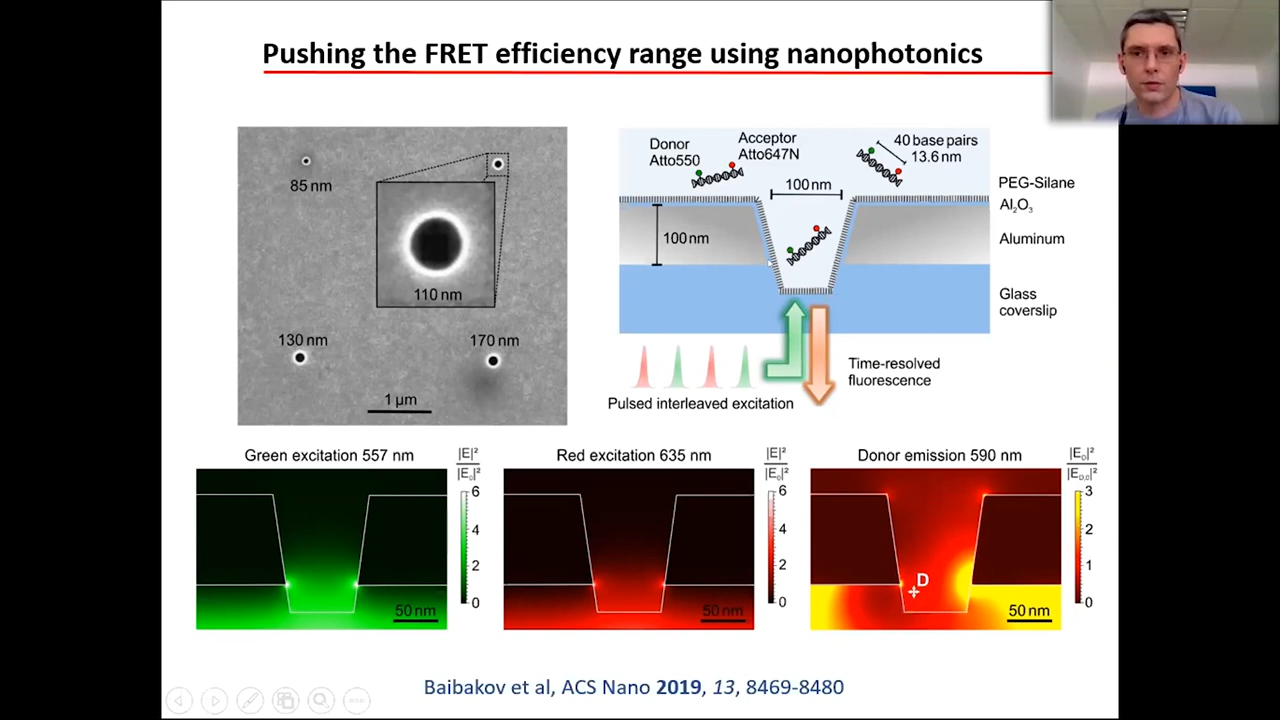 Pushing the FRET efficiency range using nanophotonics
85 nm
110 nm
130 nm
170 nm
1 µm
Donor
Atto550
Acceptor
Atto647N
40 base pairs
13.6 nm
100 nm
100 nm
PEG-Silane
Al₂O₃
Aluminum
Glass
coverslip
Time-resolved
fluorescence
Pulsed interleaved excitation
Green excitation 557 nm
|E|²
|E₀|²
6
4
2
0
50 nm
Red excitation 635 nm
|E|²
|E₀|²
6
4
2
0
50 nm
Donor emission 590 nm
|E_D|²
|E_D,0|²
3
2
1
0
D
50 nm
Baibakov et al, ACS Nano 2019, 13, 8469-8480